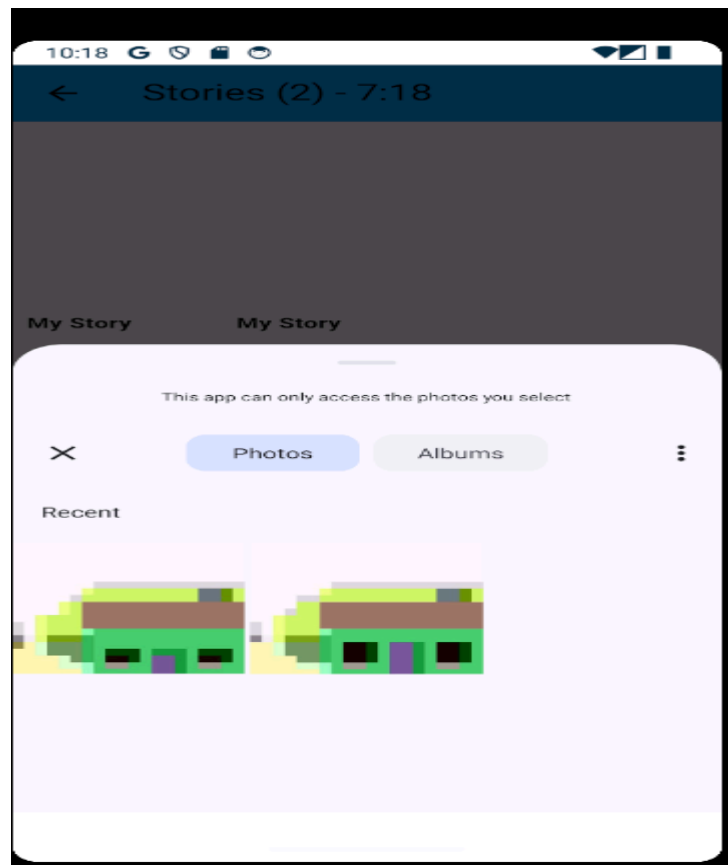 10:18 G
Stories (2) - 7:18
My Story My Story
This app can only access the photos you select
Photos Albums
Recent